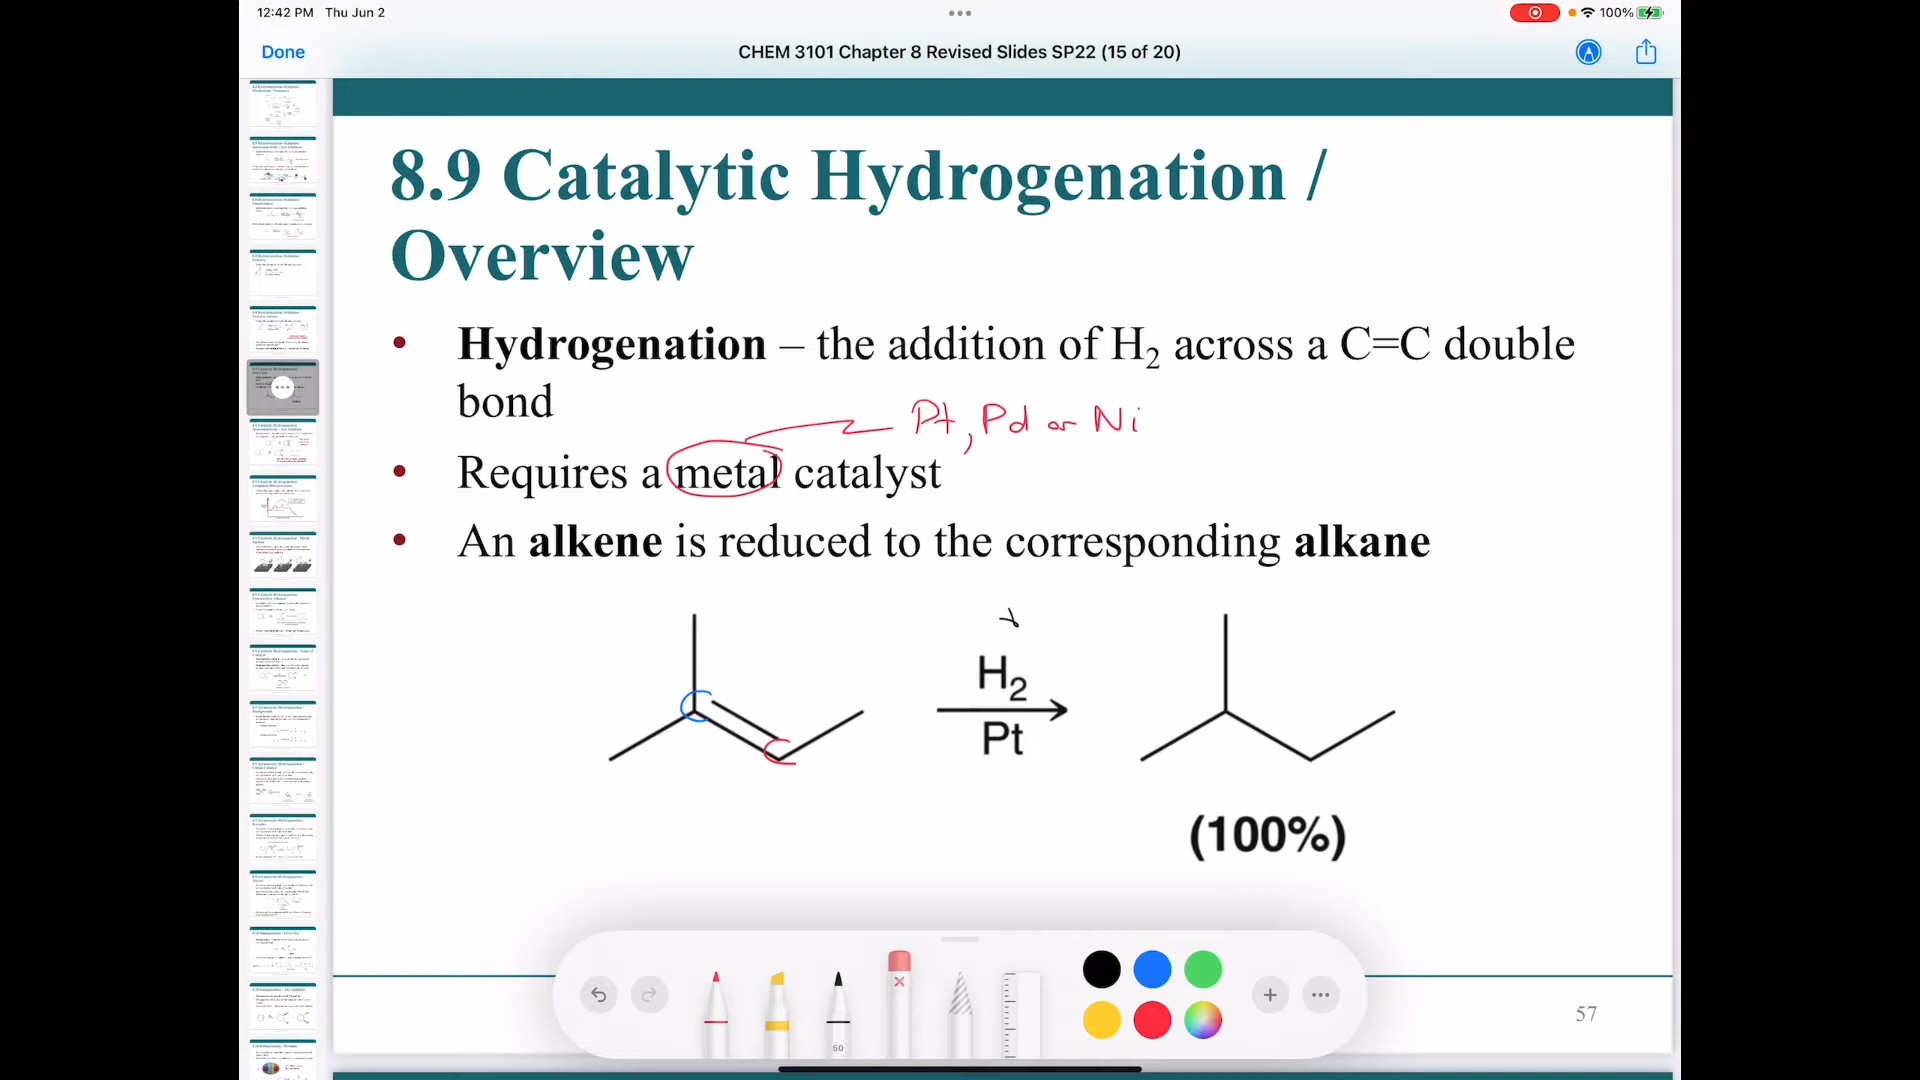 12:42 PM Thu Jun 2
100%
Done
CHEM 3101 Chapter 8 Revised Slides SP22 (15 of 20)
8.9 Catalytic Hydrogenation /
Overview
• Hydrogenation – the addition of H₂ across a C=C double
bond
Pt, Pd or Ni
• Requires a metal catalyst
• An alkene is reduced to the corresponding alkane
H₂
Pt
(100%)
50
57